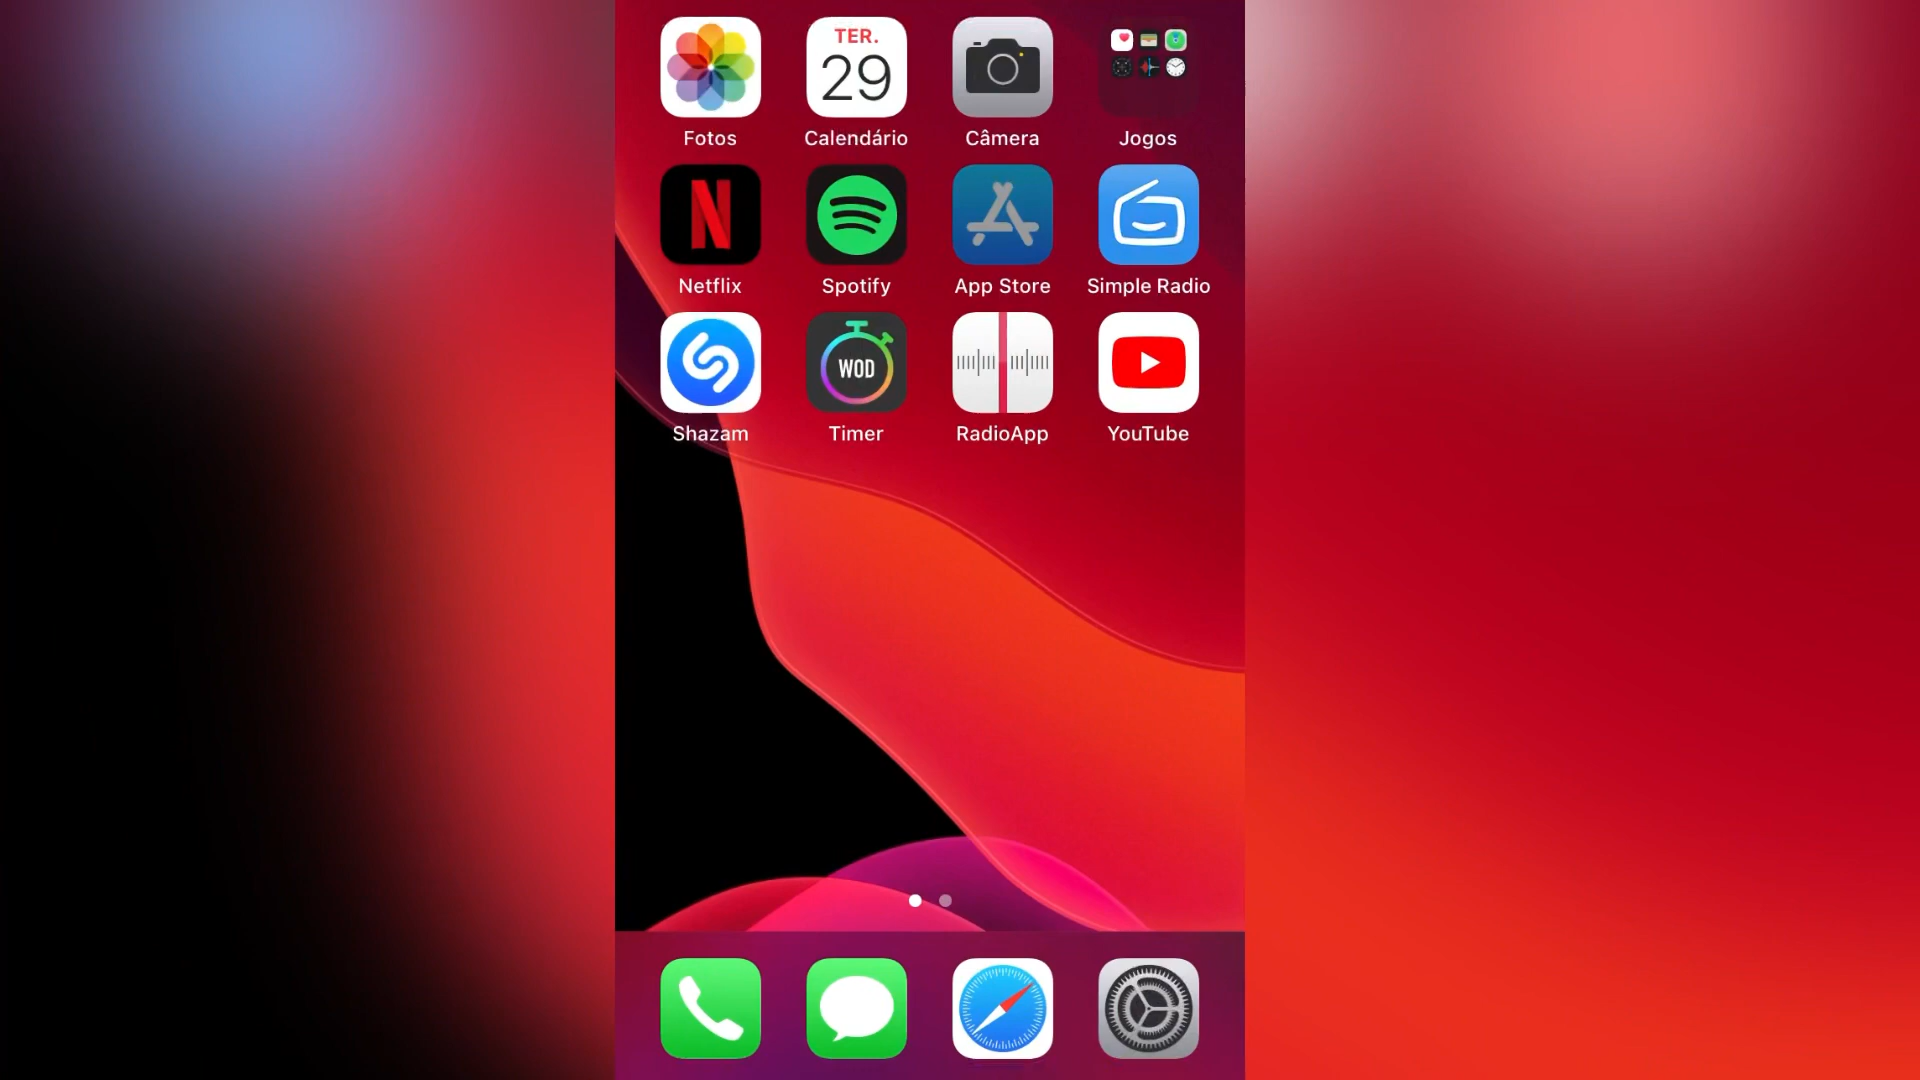 TER.
29
Fotos
Calendário
Câmera
Jogos
N
Netflix
Spotify
App Store
Simple Radio
WOD
Shazam
Timer
RadioApp
YouTube